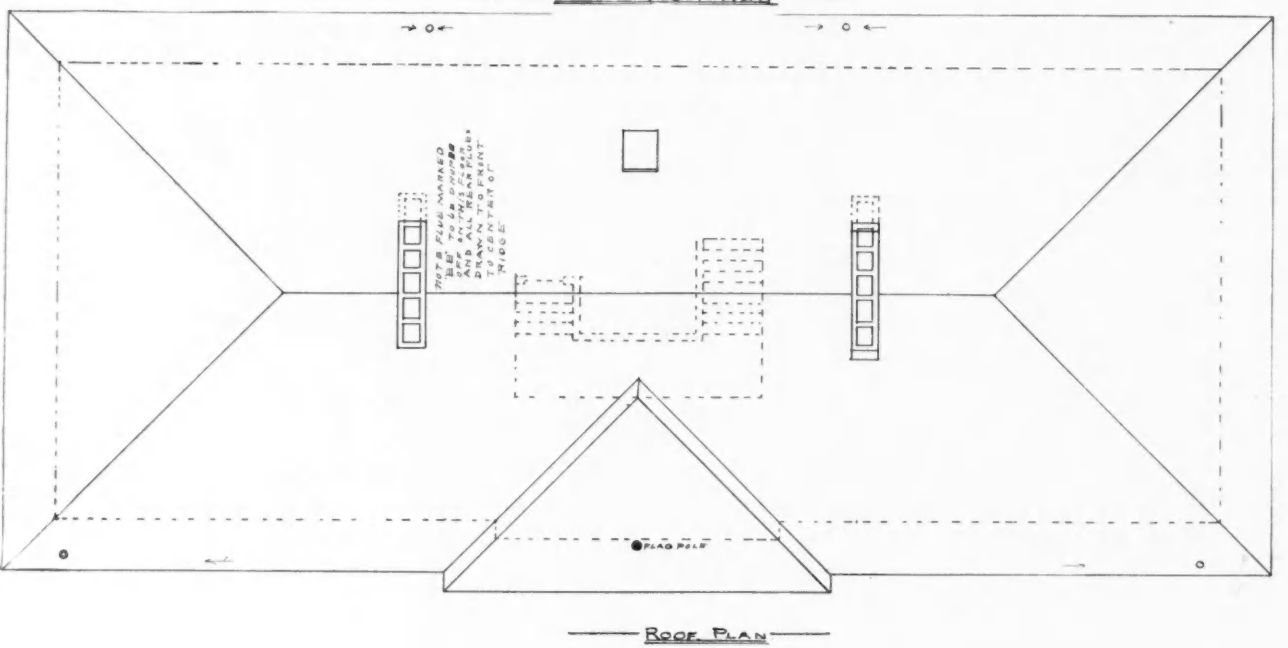 NOTE FLUE MARKED
"BB" TO BE DROPPED
OFF ON THIS FLOOR
AND ALL REAR FLUES
DRAWN TO FRONT
TO CENTER OF
RIDGE
FLAG POLE
ROOF PLAN